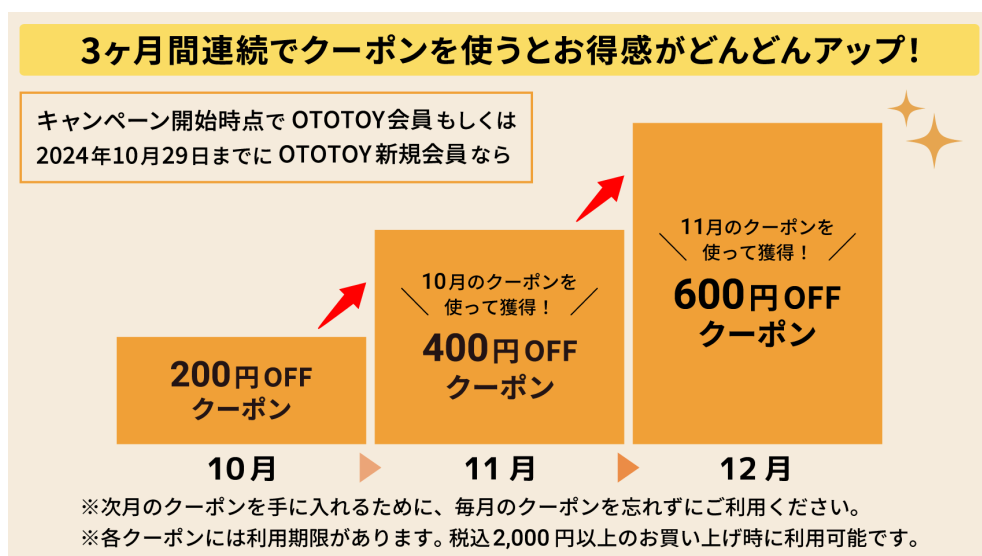 3ヶ月間連続でクーポンを使うとお得感がどんどんアップ!
キャンペーン開始時点で OTOTOY会員もしくは
2024年10月29日までに OTOTOY新規会員なら
200円OFF
クーポン
10月のクーポンを
使って獲得!
400円OFF
クーポン
11月のクーポンを
使って獲得!
600円OFF
クーポン
10月
11月
12月
※次月のクーポンを手に入れるために、毎月のクーポンを忘れずにご利用ください。
※各クーポンには利用期限があります。税込2,000円以上のお買い上げ時に利用可能です。